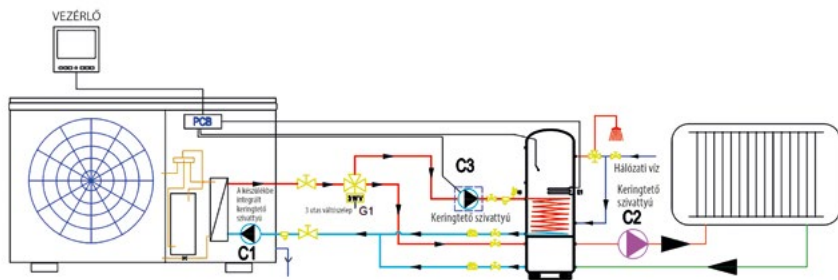 VEZÉRLŐ
PCB
A készülékbe
integrált
keringtető
szivattyú
C1
3 utas váltószelep
3WV
G1
C3
Keringtető szivattyú
Hálózati víz
Keringtető
szivattyú
C2